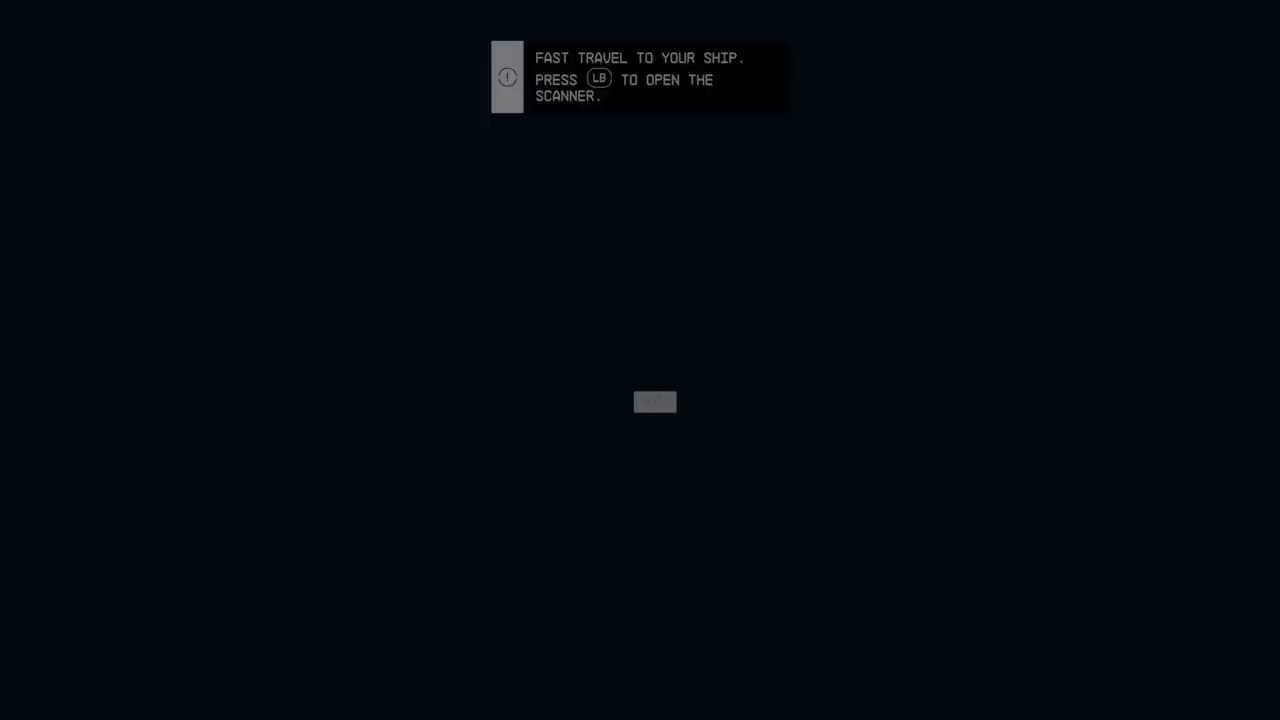 FAST TRAVEL TO YOUR SHIP.
PRESS LB TO OPEN THE
SCANNER.